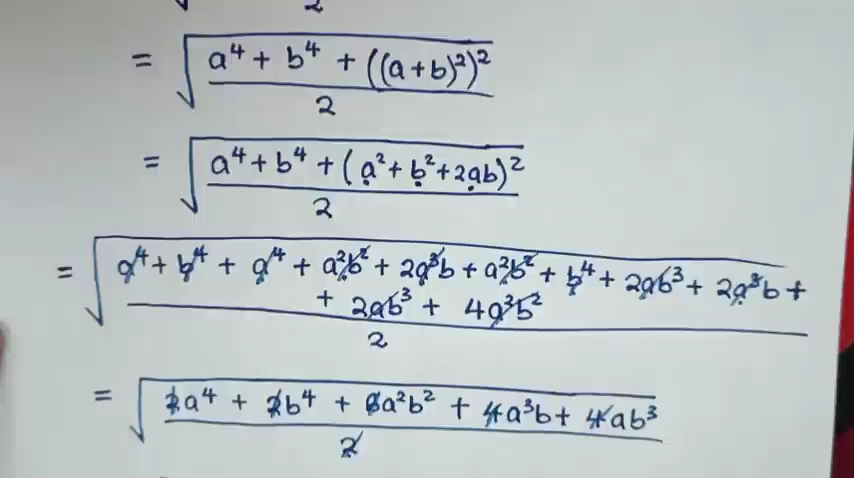 2
= √((a⁴ + b⁴ + ((a+b)²)²)/2)
= √((a⁴ + b⁴ + (a² + b² + 2ab)²)/2)
= √((a⁴ + b⁴ + a⁴ + a²b² + 2a³b + a²b² + b⁴ + 2ab³ + 2a³b +
+ 2ab³ + 4a²b²)/2)
= √((2a⁴ + 2b⁴ + 6a²b² + 4a³b + 4ab³)/2)